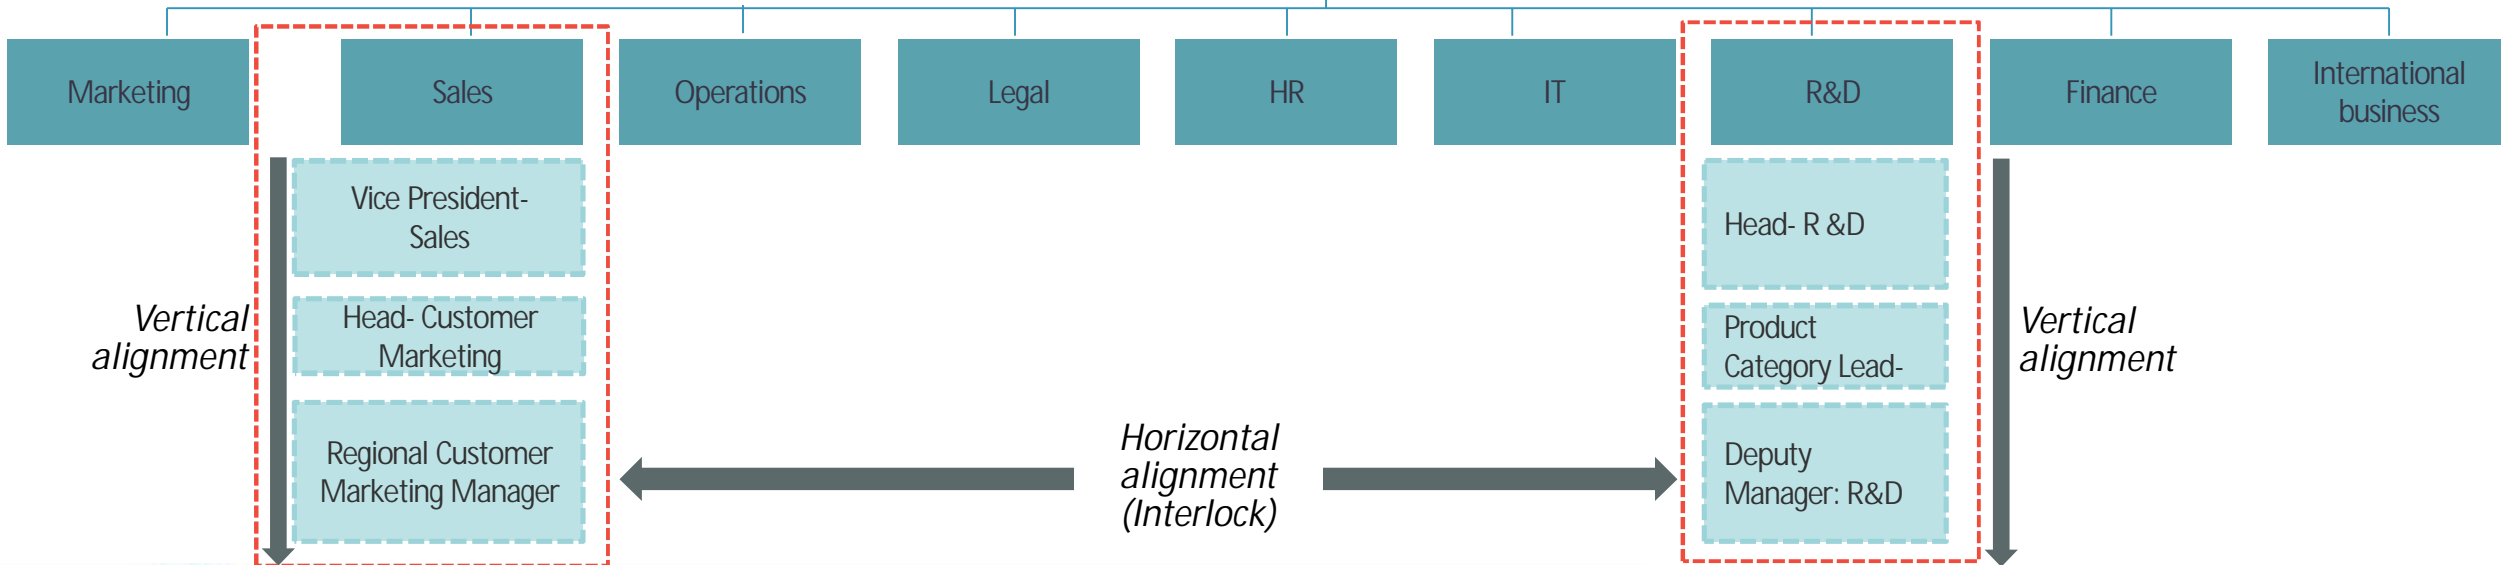 Marketing
Sales
Operations
Legal
HR
IT
R&D
Finance
International
business
Vice President-
Sales
Head- Customer
Marketing
Regional Customer
Marketing Manager
Vertical
alignment
Horizontal
alignment
(Interlock)
Head- R &D
Product
Category Lead-
Deputy
Manager: R&D
Vertical
alignment